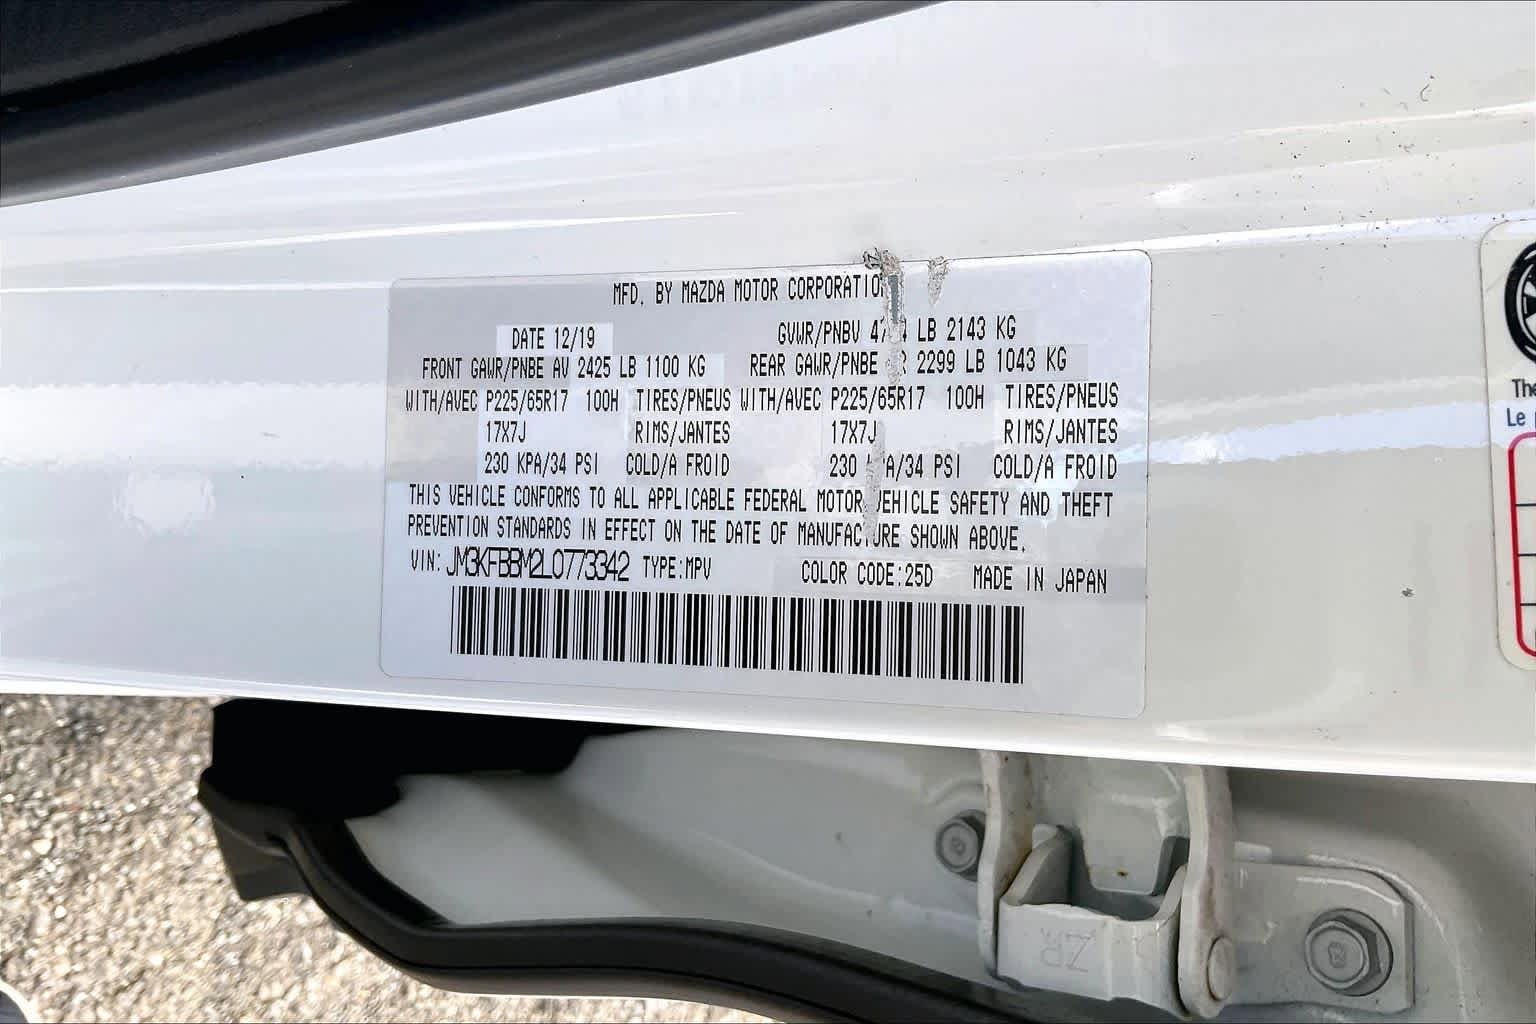 MFD. BY MAZDA MOTOR CORPORATION
DATE 12/19 GVWR/PNBV LB 2143 KG
FRONT GAWR/PNBE AV 2425 LB 1100 KG REAR GAWR/PNBE 2299 LB 1043 KG
WITH/AVEC P225/65R17 100H TIRES/PNEUS WITH/AVEC P225/65R17 100H TIRES/PNEUS
17X7J RIMS/JANTES 17X7J RIMS/JANTES
230 KPA/34 PSI COLD/A FROID 230 KPA/34 PSI COLD/A FROID
THIS VEHICLE CONFORMS TO ALL APPLICABLE FEDERAL MOTOR VEHICLE SAFETY AND THEFT
PREVENTION STANDARDS IN EFFECT ON THE DATE OF MANUFACTURE SHOWN ABOVE.
VIN: JM3KFBBM2L0773342 TYPE:MPV COLOR CODE:25D MADE IN JAPAN
The
Le